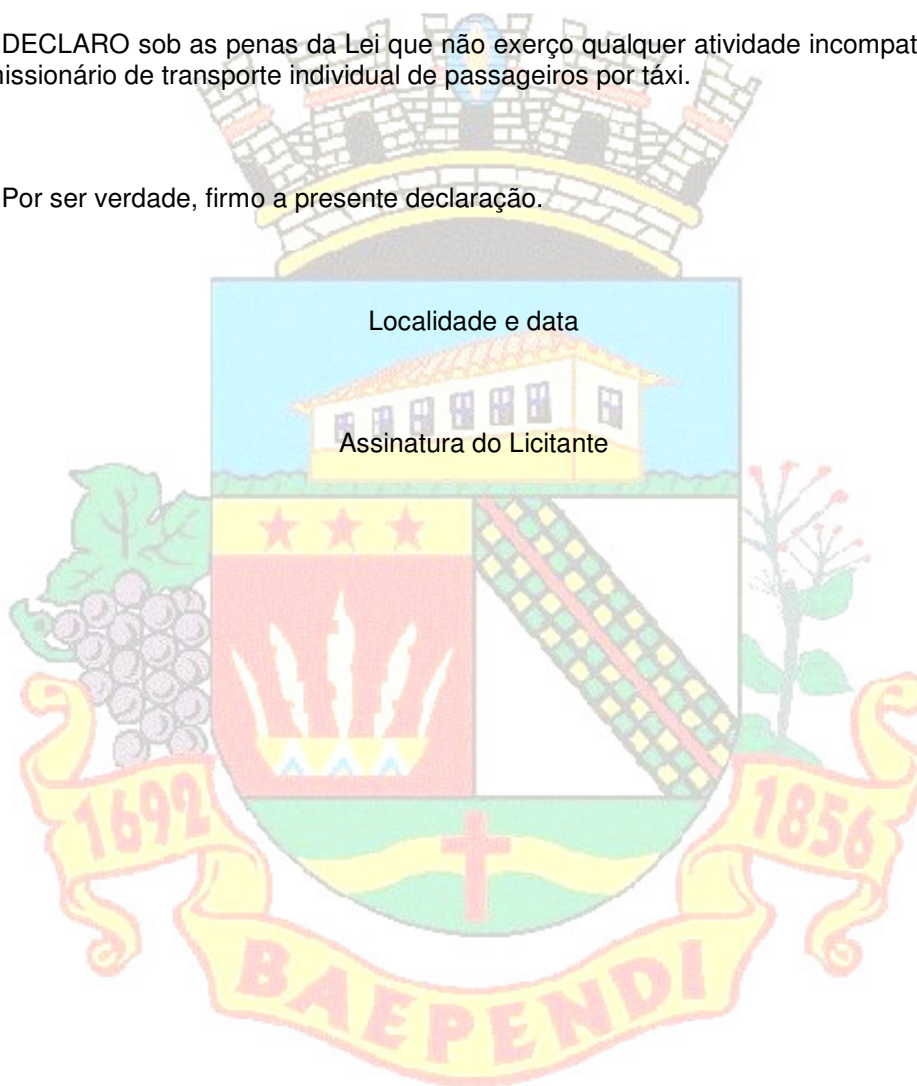 DECLARO sob as penas da Lei que não exerço qualquer atividade incompat
missionário de transporte individual de passageiros por táxi.
Por ser verdade, firmo a presente declaração.
Localidade e data
Assinatura do Licitante
1692
1856
BAEPENDI